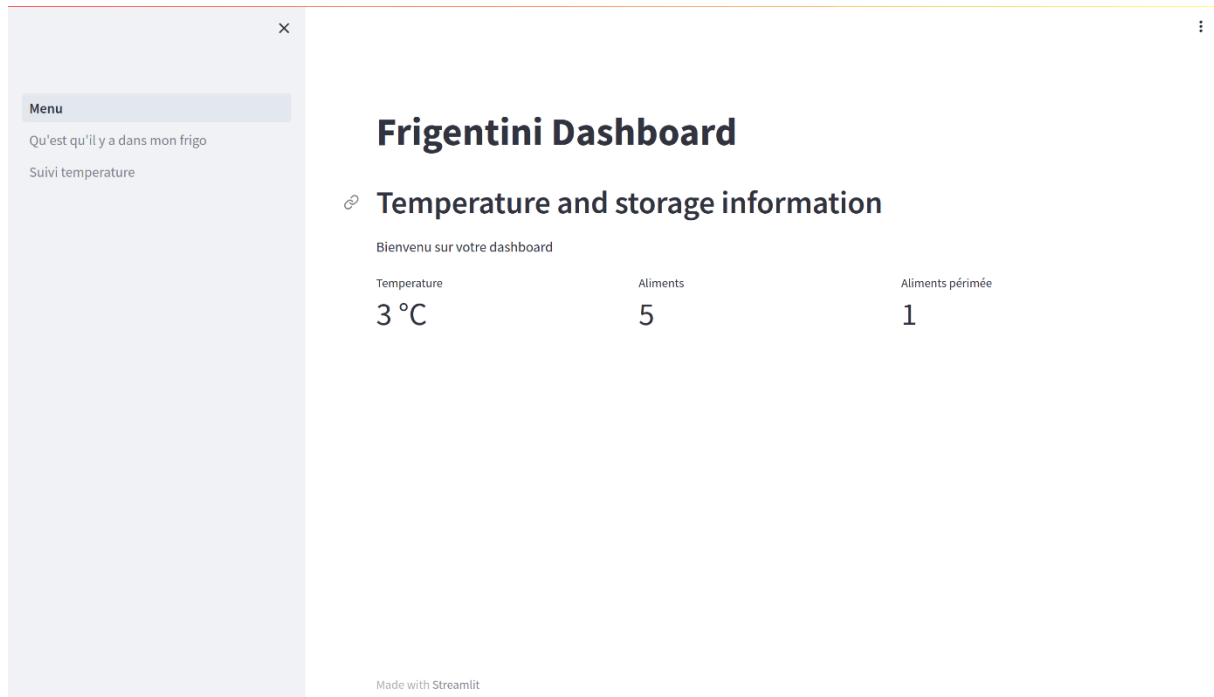 Menu
Qu'est qu'il y a dans mon frigo
Suivi temperature
Frigentini Dashboard
Temperature and storage information
Bienvenu sur votre dashboard
Temperature
3 °C
Aliments
5
Aliments périmée
1
Made with Streamlit